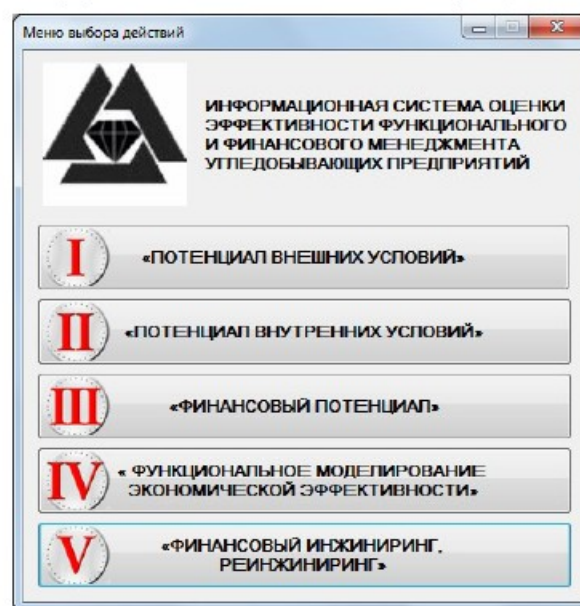 Меню выбора действий
ИНФОРМАЦИОННАЯ СИСТЕМА ОЦЕНКИ
ЭФФЕКТИВНОСТИ ФУНКЦИОНАЛЬНОГО
И ФИНАНСОВОГО МЕНЕДЖМЕНТА
УГЛЕДОБЫВАЮЩИХ ПРЕДПРИЯТИЙ
I «ПОТЕНЦИАЛ ВНЕШНИХ УСЛОВИЙ»
II «ПОТЕНЦИАЛ ВНУТРЕННИХ УСЛОВИЙ»
III «ФИНАНСОВЫЙ ПОТЕНЦИАЛ»
IV « ФУНКЦИОНАЛЬНОЕ МОДЕЛИРОВАНИЕ
ЭКОНОМИЧЕСКОЙ ЭФФЕКТИВНОСТИ»
V «ФИНАНСОВЫЙ ИНЖИНИРИНГ,
РЕИНЖИНИРИНГ»